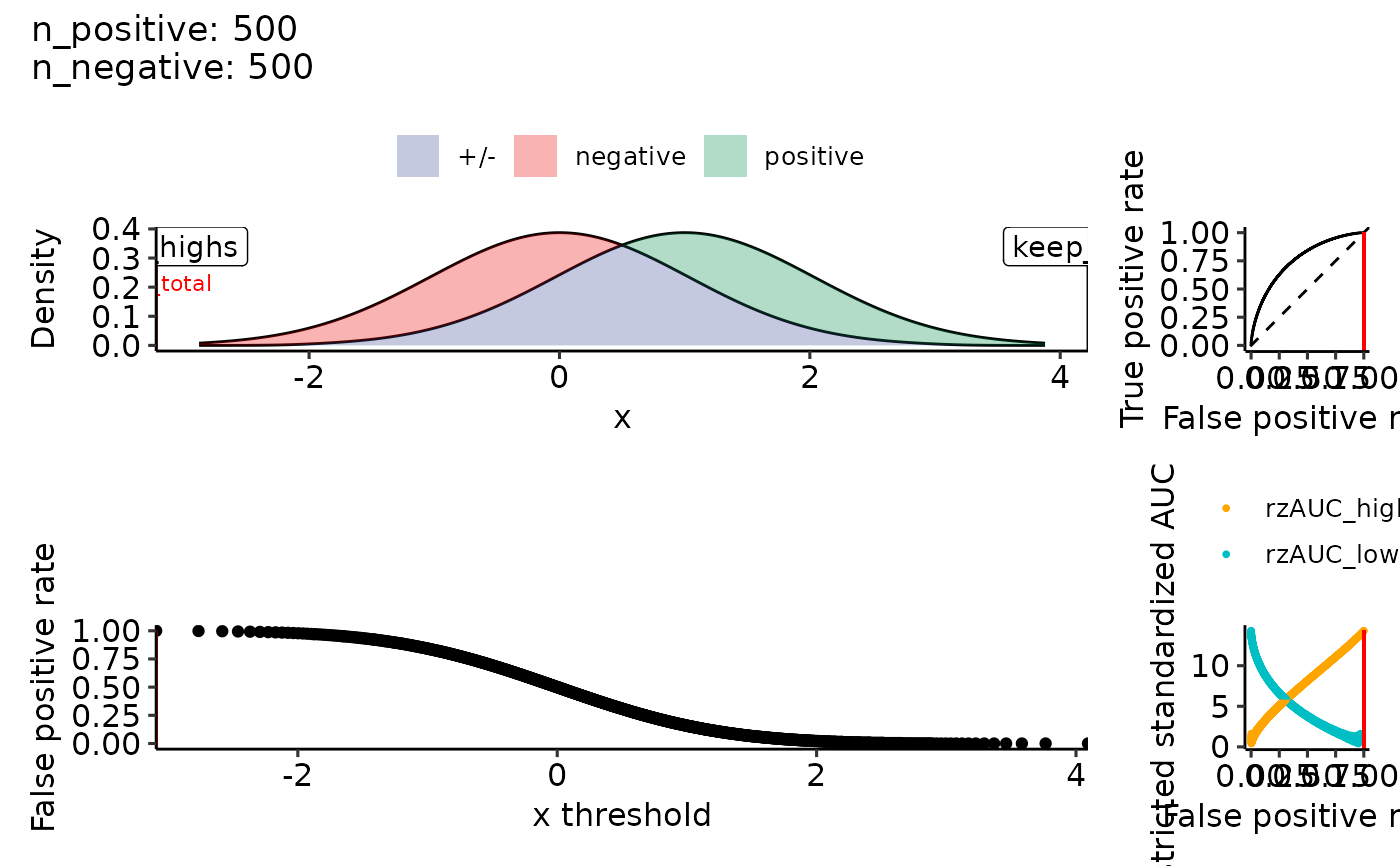 n_positive: 500
n_negative: 500
+/- negative positive
Density
0.4
0.3
0.2
0.1
0.0
highs
_total
keep_
-2 0 2 4
x
True positive rate
1.00
0.75
0.50
0.25
0.00
False positive r
False positive rate
1.00
0.75
0.50
0.25
0.00
-2 0 2 4
x threshold
tricted standardized AUC
rzAUC_high
rzAUC_low
10
5
0
False positive r